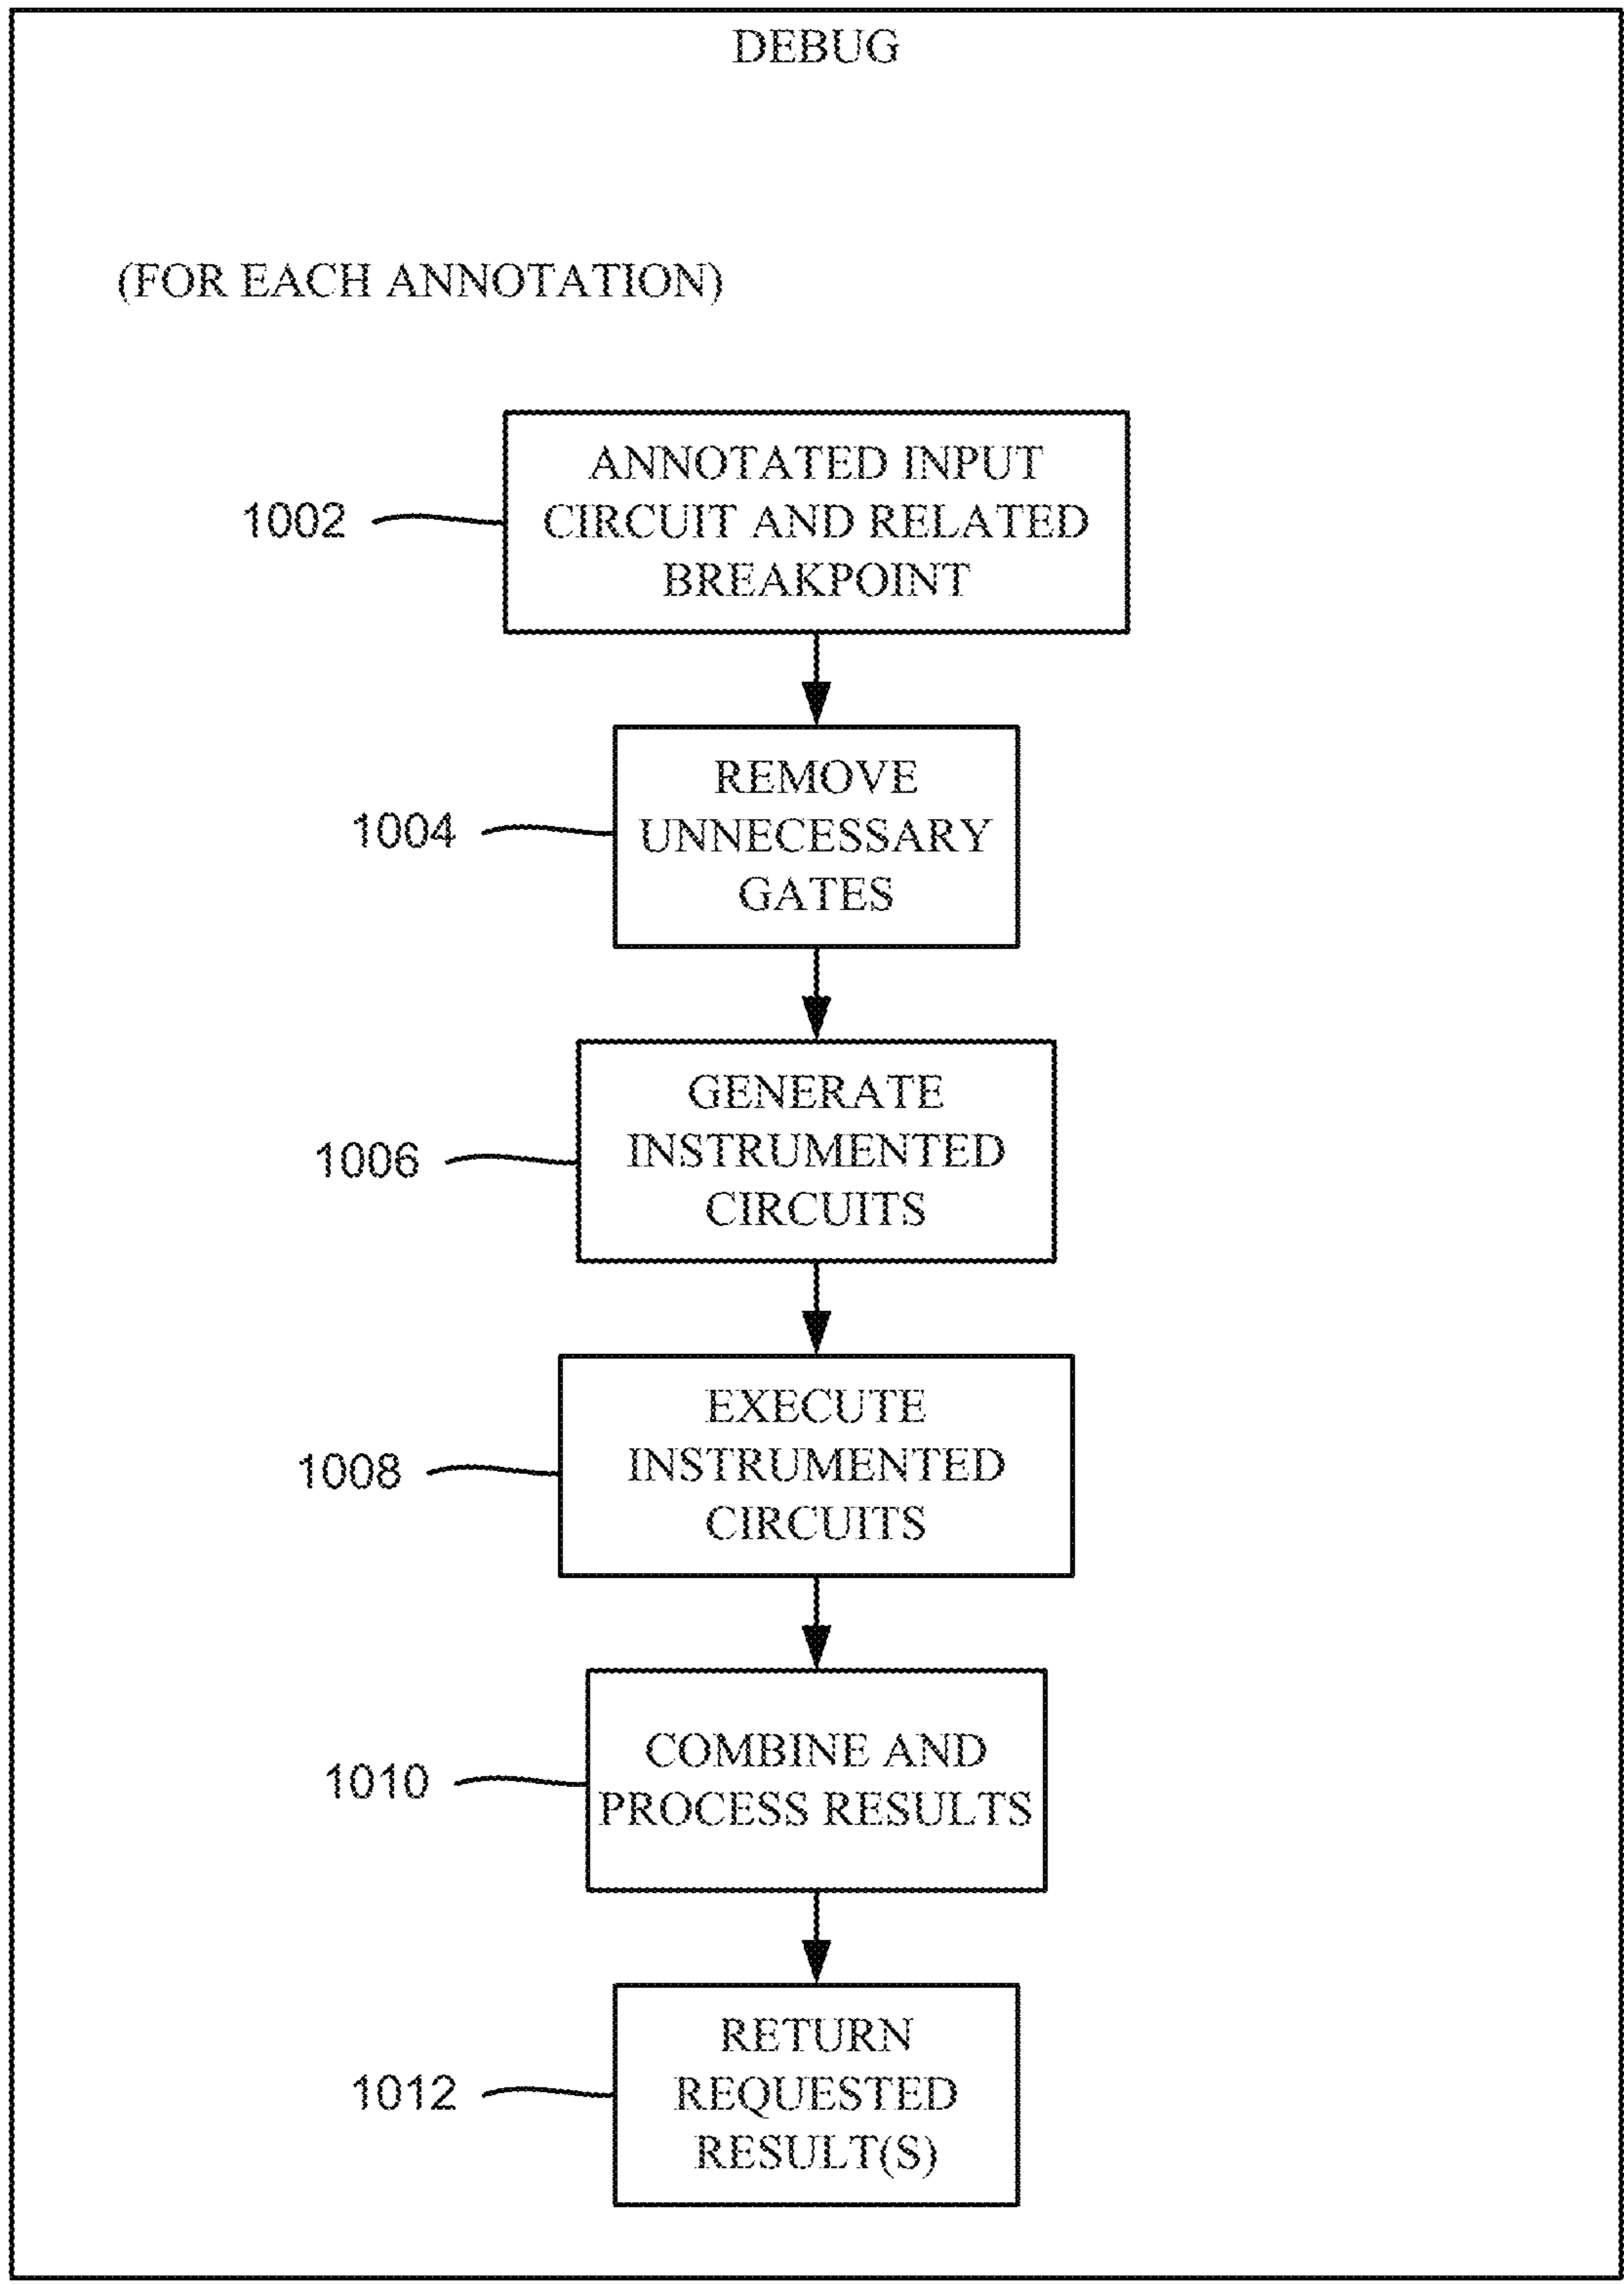 DEBUG
(FOR EACH ANNOTATION)
ANNOTATED INPUT
CIRCUIT AND RELATED
BREAKPOINT
1002
REMOVE
UNNECESSARY
GATES
1004
GENERATE
INSTRUMENTED
CIRCUITS
1006
EXECUTE
INSTRUMENTED
CIRCUITS
1008
COMBINE AND
PROCESS RESULTS
1010
RETURN
REQUESTED
RESULT(S)
1012